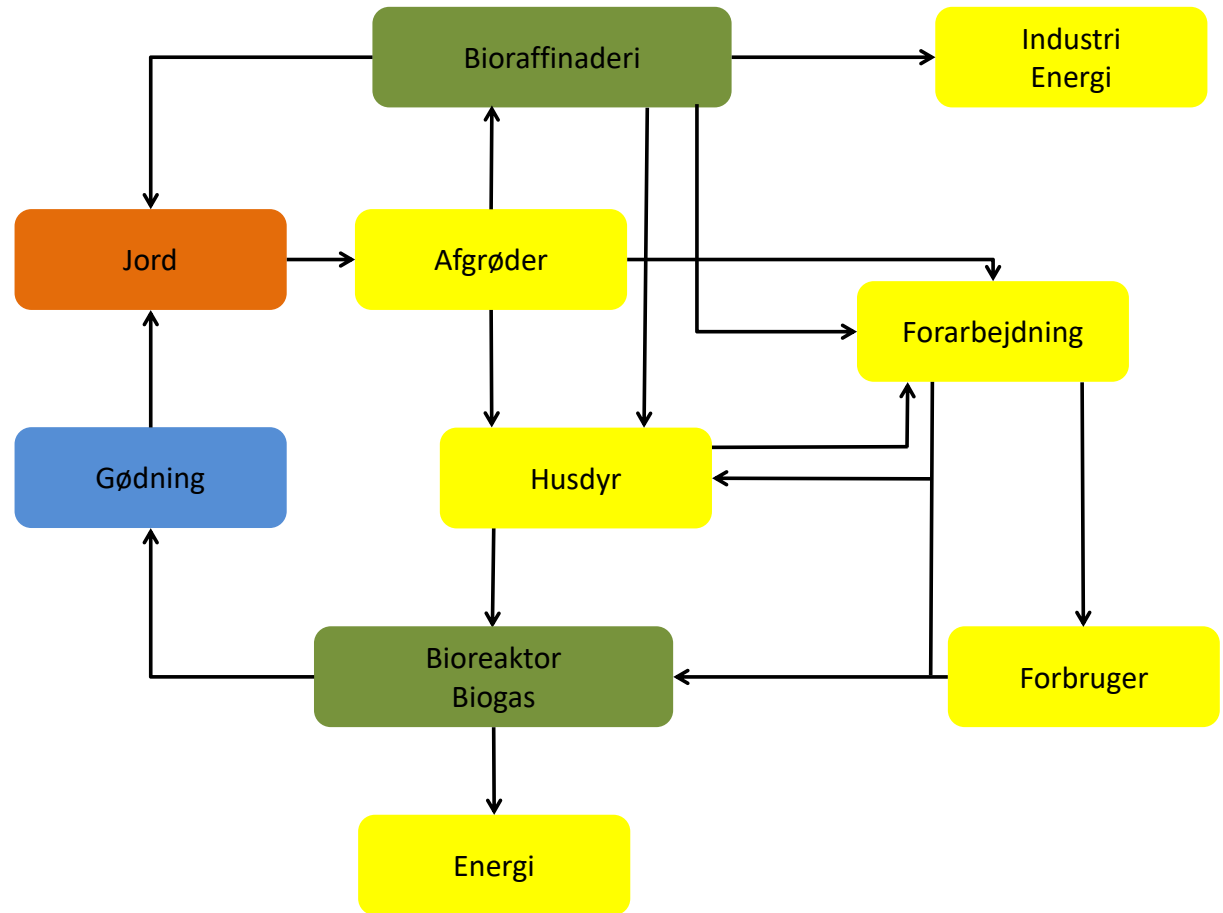 Bioraffinaderi
Industri
Energi
Jord
Afgrøder
Forarbejdning
Gødning
Husdyr
Bioreaktor
Biogas
Forbruger
Energi